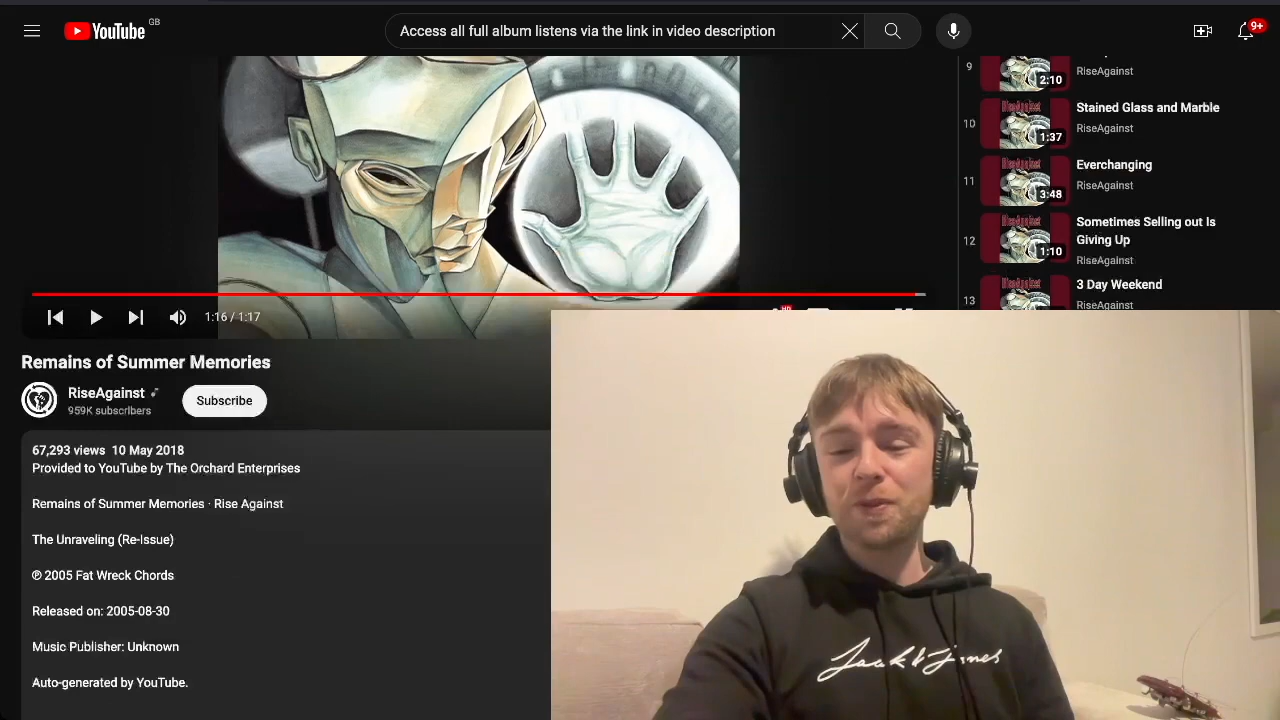 YouTube GB
Access all full album listens via the link in video description
9+
9
2:10
RiseAgainst
10
1:37
Stained Glass and Marble
RiseAgainst
11
3:48
Everchanging
RiseAgainst
12
1:10
Sometimes Selling out Is
Giving Up
RiseAgainst
13
3 Day Weekend
RiseAgainst
1:16 / 1:17
HD
Remains of Summer Memories
RiseAgainst
959K subscribers
Subscribe
67,293 views 10 May 2018
Provided to YouTube by The Orchard Enterprises
Remains of Summer Memories · Rise Against
The Unraveling (Re-Issue)
℗ 2005 Fat Wreck Chords
Released on: 2005-08-30
Music Publisher: Unknown
Auto-generated by YouTube.
Jack & Jones